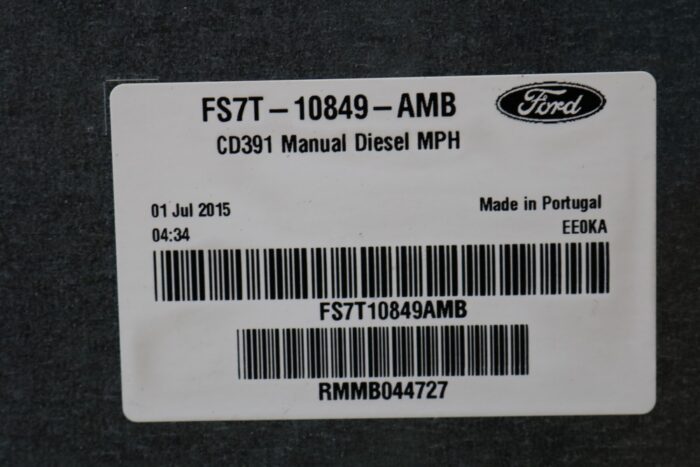 FS7T-10849-AMB
Ford
CD391 Manual Diesel MPH
01 Jul 2015
Made in Portugal
04:34
EE0KA
FS7T10849AMB
RMMB044727